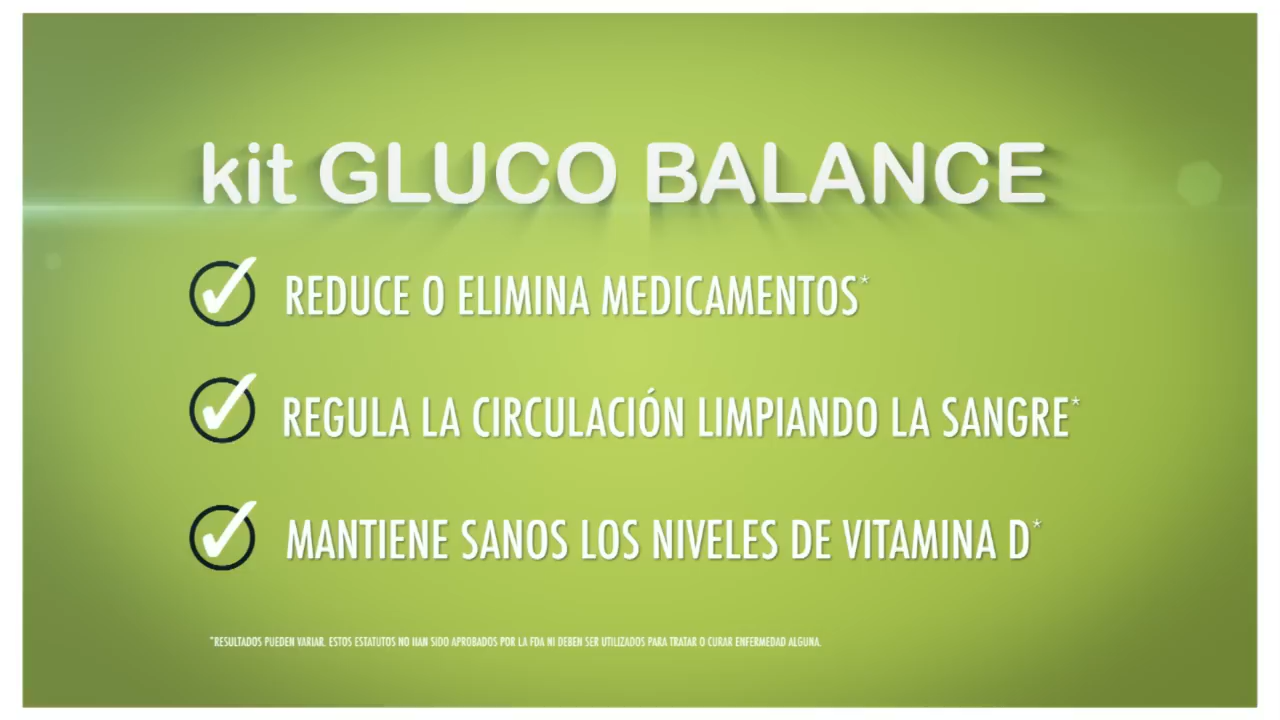 kit GLUCO BALANCE
REDUCE O ELIMINA MEDICAMENTOS*
REGULA LA CIRCULACIÓN LIMPIANDO LA SANGRE*
MANTIENE SANOS LOS NIVELES DE VITAMINA D*
*RESULTADOS PUEDEN VARIAR. ESTOS ESTATUTOS NO HAN SIDO APROBADOS POR LA FDA NI DEBEN SER UTILIZADOS PARA TRATAR O CURAR ENFERMEDAD ALGUNA.